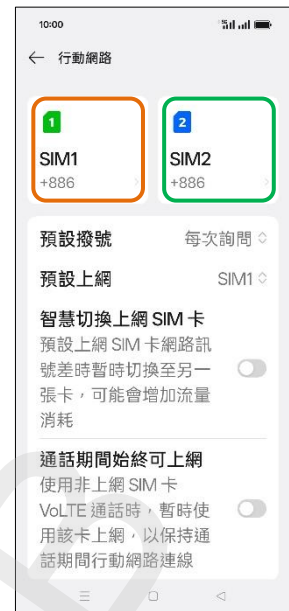 10:00
行動網路
1
2
SIM1
SIM2
+886
+886
預設撥號 每次詢問
預設上網 SIM1
智慧切換上網 SIM 卡
預設上網 SIM 卡網路訊
號差時暫時切換至另一
張卡，可能會增加流量
消耗
通話期間始終可上網
使用非上網 SIM 卡
VoLTE 通話時，暫時使
用該卡上網，以保持通
話期間行動網路連線